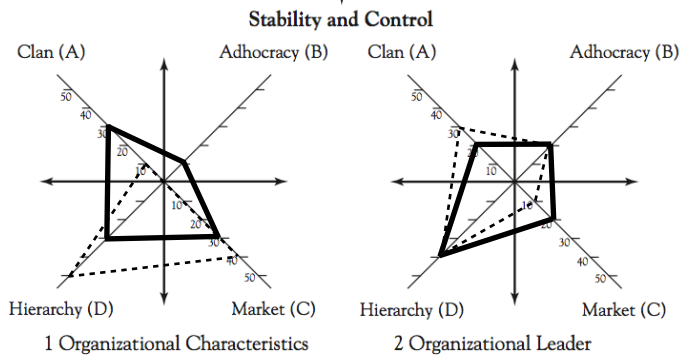 Stability and Control
Clan (A) Adhocracy (B) Clan (A) Adhocracy (B)
50 50
40 40
30 30
20 20
10 10
10 10
20 20
30 30
40 40
50 50
Hierarchy (D) Market (C) Hierarchy (D) Market (C)
1 Organizational Characteristics 2 Organizational Leader